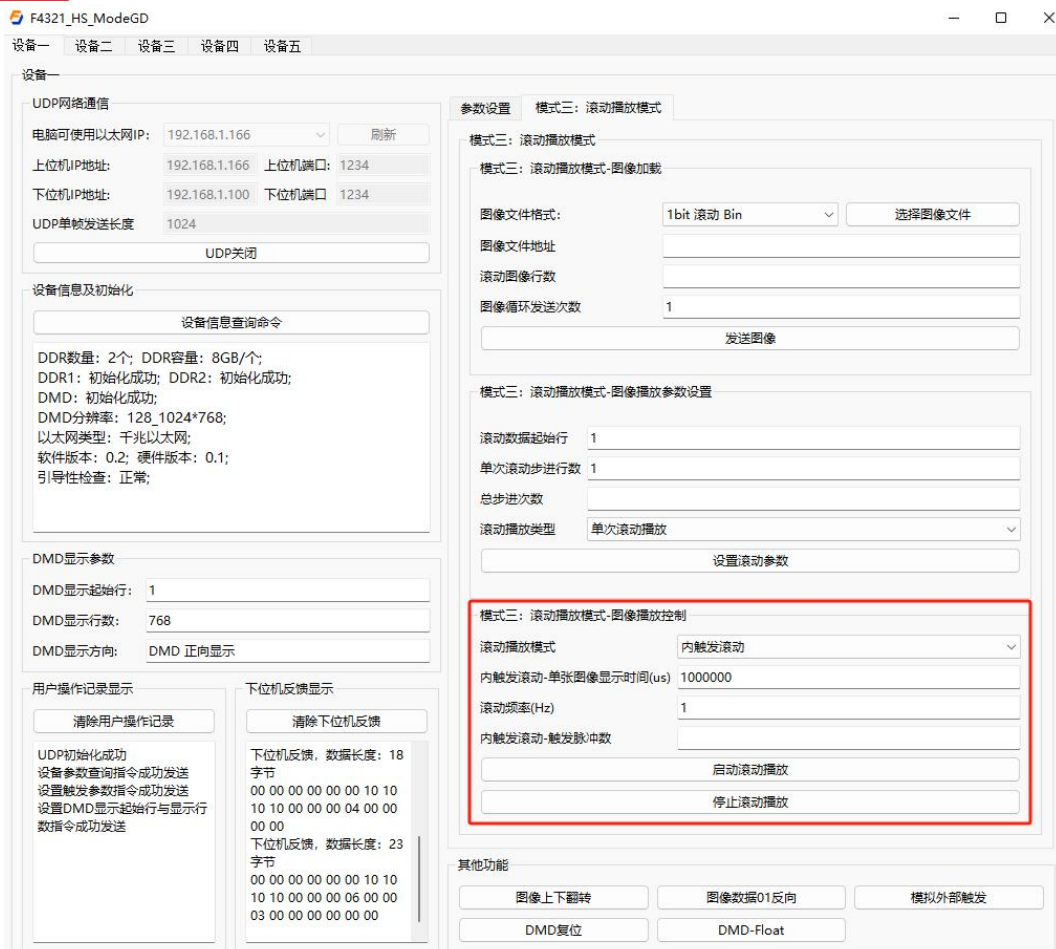 F4321_HS_ModeGD
设备一 设备二 设备三 设备四 设备五
设备一
UDP网络通信
电脑可使用以太网IP: 192.168.1.166 刷新
上位机IP地址: 192.168.1.166 上位机端口: 1234
下位机IP地址: 192.168.1.100 下位机端口 1234
UDP单帧发送长度 1024
UDP关闭
设备信息及初始化
设备信息查询命令
DDR数量: 2个; DDR容量: 8GB/个;
DDR1: 初始化成功; DDR2: 初始化成功;
DMD: 初始化成功;
DMD分辨率: 128_1024*768;
以太网类型: 千兆以太网;
软件版本: 0.2; 硬件版本: 0.1;
引导性检查: 正常;
DMD显示参数
DMD显示起始行: 1
DMD显示行数: 768
DMD显示方向: DMD 正向显示
用户操作记录显示
清除用户操作记录
UDP初始化成功
设备参数查询指令成功发送
设置触发参数指令成功发送
设置DMD显示起始行与显示行
数指令成功发送
下位机反馈显示
清除下位机反馈
下位机反馈, 数据长度: 18
字节
00 00 00 00 00 00 10 10
10 10 00 00 00 04 00 00
00 00
下位机反馈, 数据长度: 23
字节
00 00 00 00 00 00 10 10
10 10 00 00 00 06 00 00
03 00 00 00 00 00 00
参数设置 模式三: 滚动播放模式
模式三: 滚动播放模式
模式三: 滚动播放模式-图像加载
图像文件格式: 1bit 滚动 Bin 选择图像文件
图像文件地址
滚动图像行数
图像循环发送次数 1
发送图像
模式三: 滚动播放模式-图像播放参数设置
滚动数据起始行 1
单次滚动步进行数 1
总步进次数
滚动播放类型 单次滚动播放
设置滚动参数
模式三: 滚动播放模式-图像播放控制
滚动播放模式 内触发滚动
内触发滚动-单张图像显示时间(us) 1000000
滚动频率(Hz) 1
内触发滚动-触发脉冲数
启动滚动播放
停止滚动播放
其他功能
图像上下翻转 图像数据01反向 模拟外部触发
DMD复位 DMD-Float